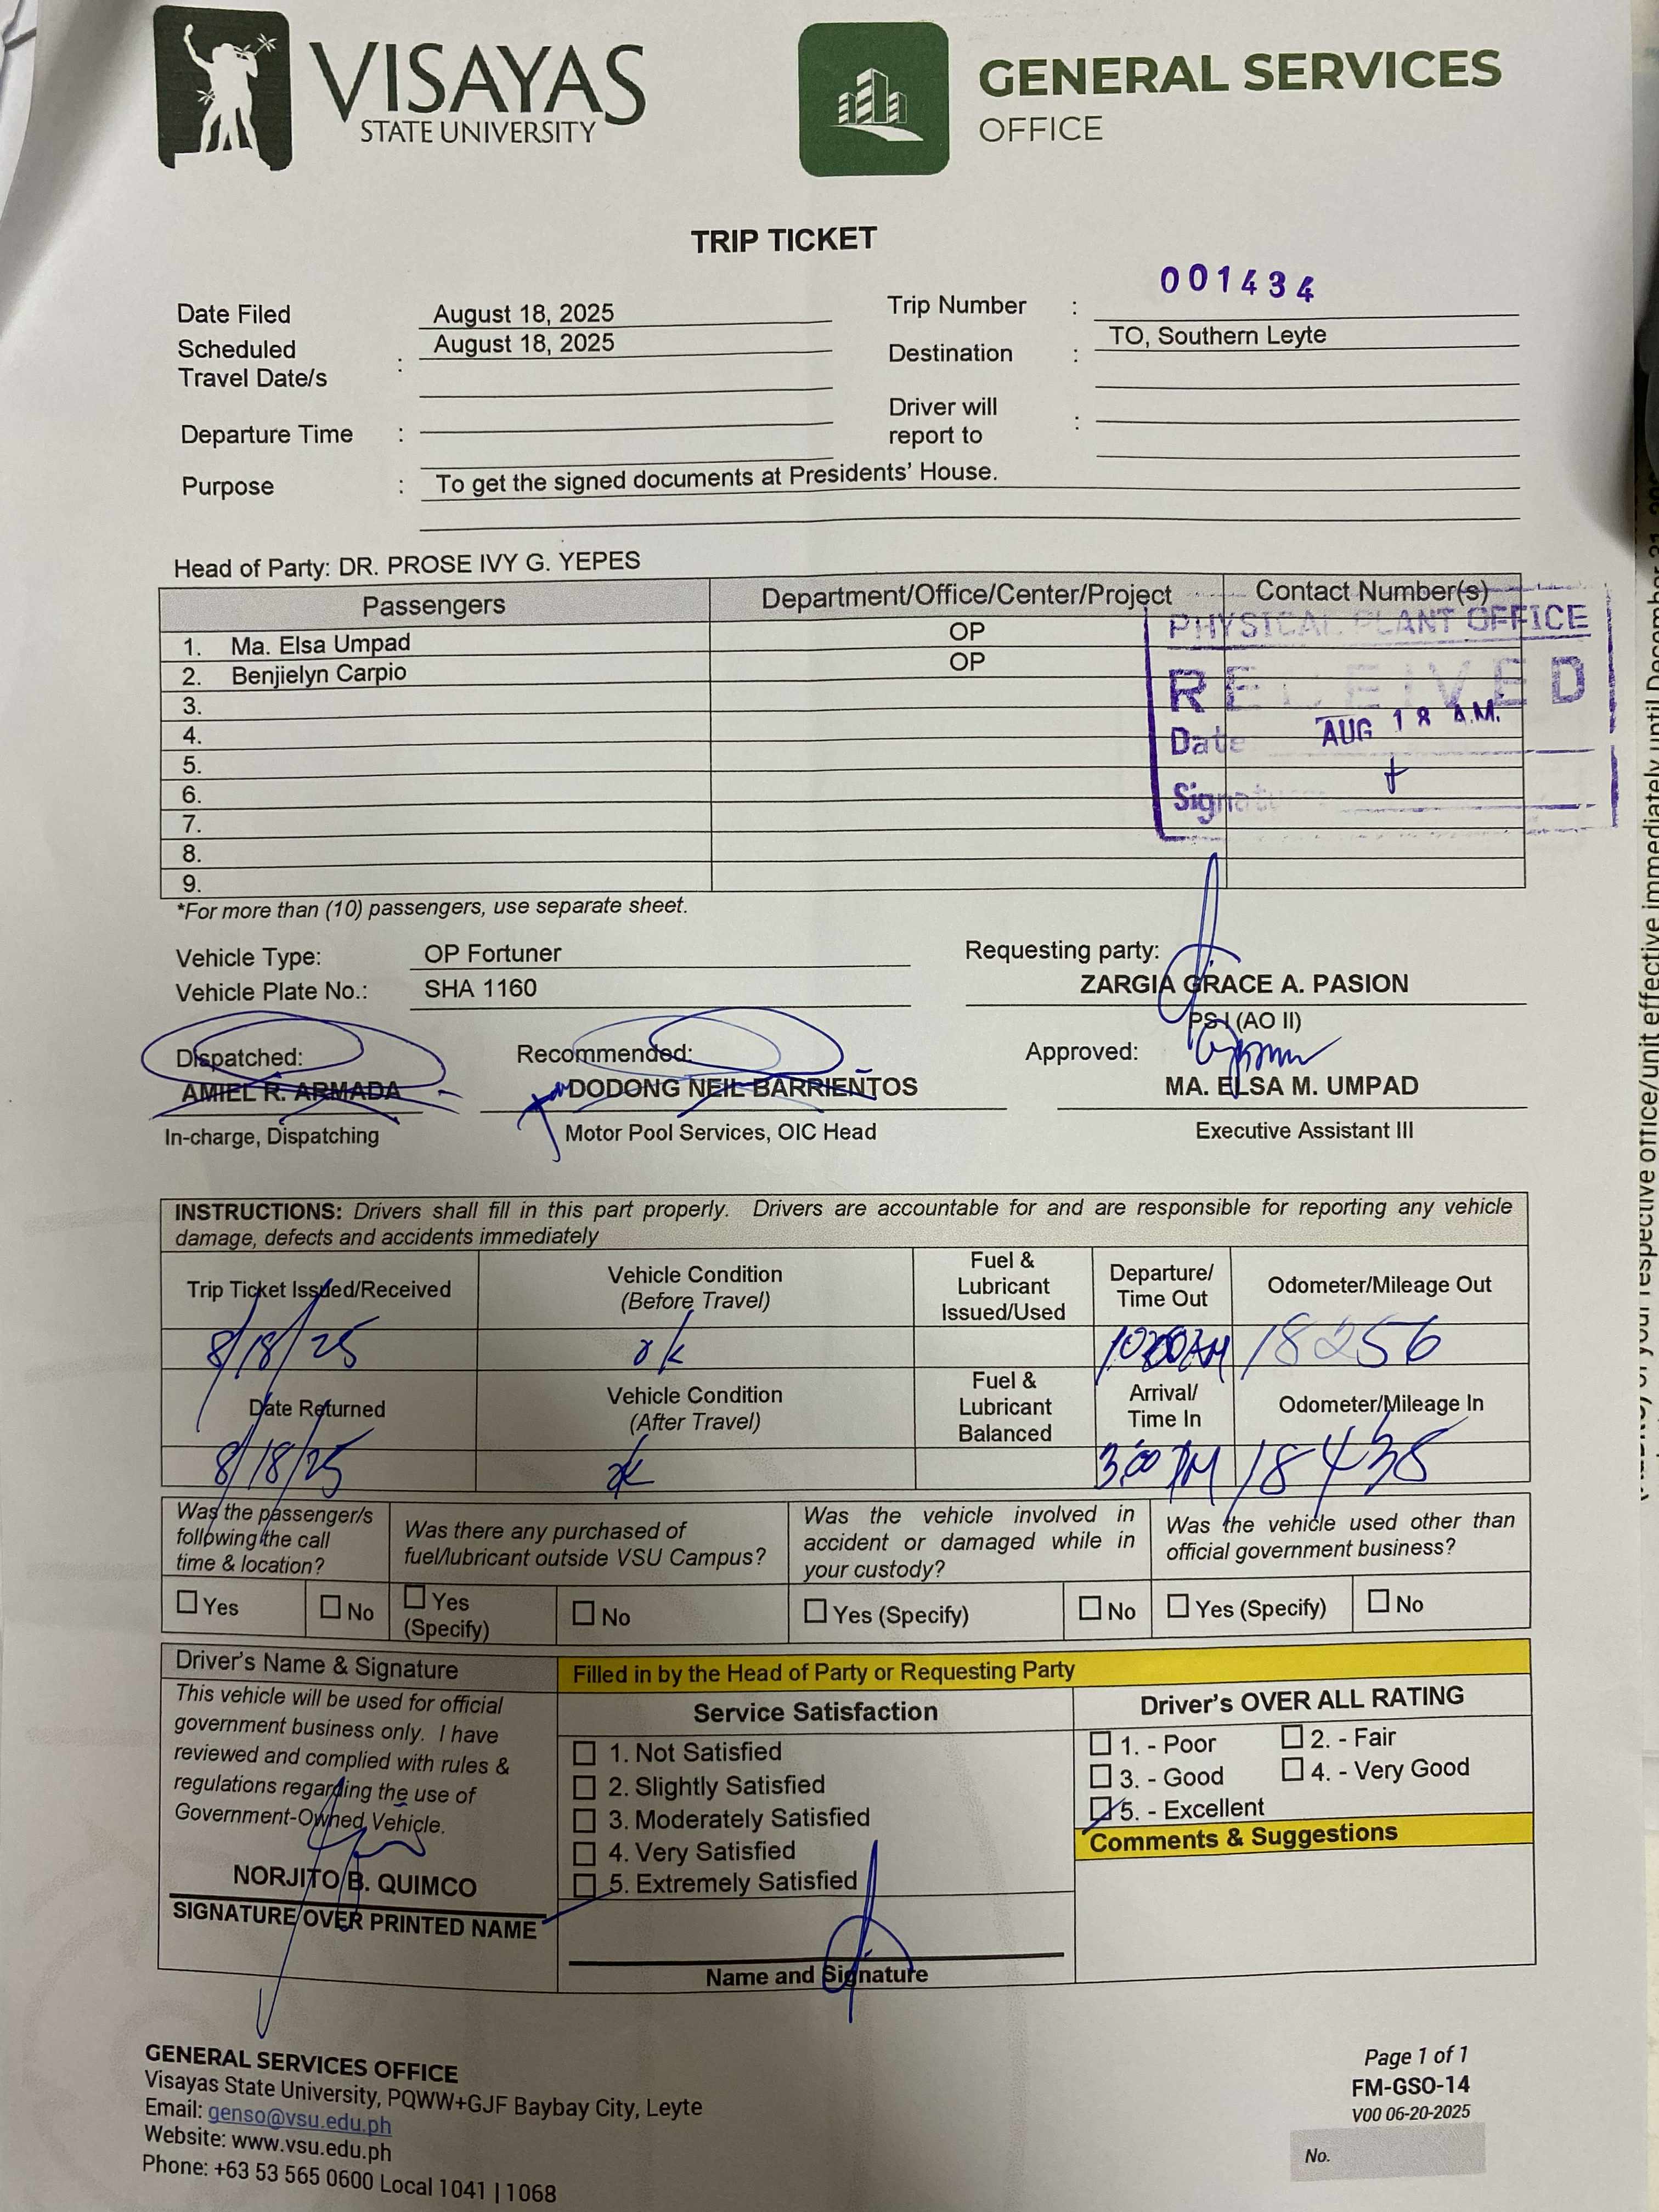 VISAYAS
STATE UNIVERSITY
GENERAL SERVICES
OFFICE
TRIP TICKET
001434
Date Filed August 18, 2025 Trip Number :
Scheduled Travel Date/s : August 18, 2025 Destination : TO, Southern Leyte
Departure Time : Driver will report to :
Purpose : To get the signed documents at Presidents' House.
Head of Party: DR. PROSE IVY G. YEPES
Passengers Department/Office/Center/Project Contact Number(s)
1. Ma. Elsa Umpad OP
2. Benjielyn Carpio OP
3.
4.
5.
6.
7.
8.
9.
PHYSICAL PLANT OFFICE
RECEIVED
Date AUG 18 A.M.
Signature
*For more than (10) passengers, use separate sheet.
Vehicle Type: OP Fortuner Requesting party:
Vehicle Plate No.: SHA 1160 ZARGIA GRACE A. PASION
PS I (AO II)
Dispatched: Recommended: Approved:
AMIEL R. ARMADA DODONG NEIL BARRIENTOS MA. ELSA M. UMPAD
In-charge, Dispatching Motor Pool Services, OIC Head Executive Assistant III
INSTRUCTIONS: Drivers shall fill in this part properly. Drivers are accountable for and are responsible for reporting any vehicle
damage, defects and accidents immediately
Trip Ticket Issued/Received Vehicle Condition (Before Travel) Fuel & Lubricant Issued/Used Departure/ Time Out Odometer/Mileage Out
8/18/25 ok 10:00AM 18256
Date Returned Vehicle Condition (After Travel) Fuel & Lubricant Balanced Arrival/ Time In Odometer/Mileage In
8/18/25 ok 3:00 PM 18438
Was the passenger/s following the call time & location? Was there any purchased of fuel/lubricant outside VSU Campus? Was the vehicle involved in accident or damaged while in your custody? Was the vehicle used other than official government business?
Yes No Yes (Specify) No Yes (Specify) No Yes (Specify) No
Driver's Name & Signature
This vehicle will be used for official
government business only. I have
reviewed and complied with rules &
regulations regarding the use of
Government-Owned Vehicle.
NORJITO B. QUIMCO
SIGNATURE OVER PRINTED NAME
Filled in by the Head of Party or Requesting Party
Service Satisfaction
1. Not Satisfied
2. Slightly Satisfied
3. Moderately Satisfied
4. Very Satisfied
5. Extremely Satisfied
Name and Signature
Driver's OVER ALL RATING
1. - Poor 2. - Fair
3. - Good 4. - Very Good
5. - Excellent
Comments & Suggestions
GENERAL SERVICES OFFICE
Visayas State University, PQWW+GJF Baybay City, Leyte
Email: genso@vsu.edu.ph
Website: www.vsu.edu.ph
Phone: +63 53 565 0600 Local 1041 | 1068
Page 1 of 1
FM-GSO-14
V00 06-20-2025
No.
your respective office/unit effective immediately until December 31,